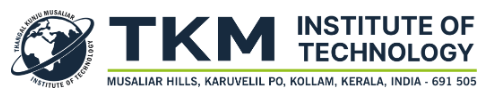 THANGAL KUNJU MUSALIAR
INSTITUTE OF TECHNOLOGY
TKM INSTITUTE OF
TECHNOLOGY
MUSALIAR HILLS, KARUVELIL PO, KOLLAM, KERALA, INDIA - 691 505